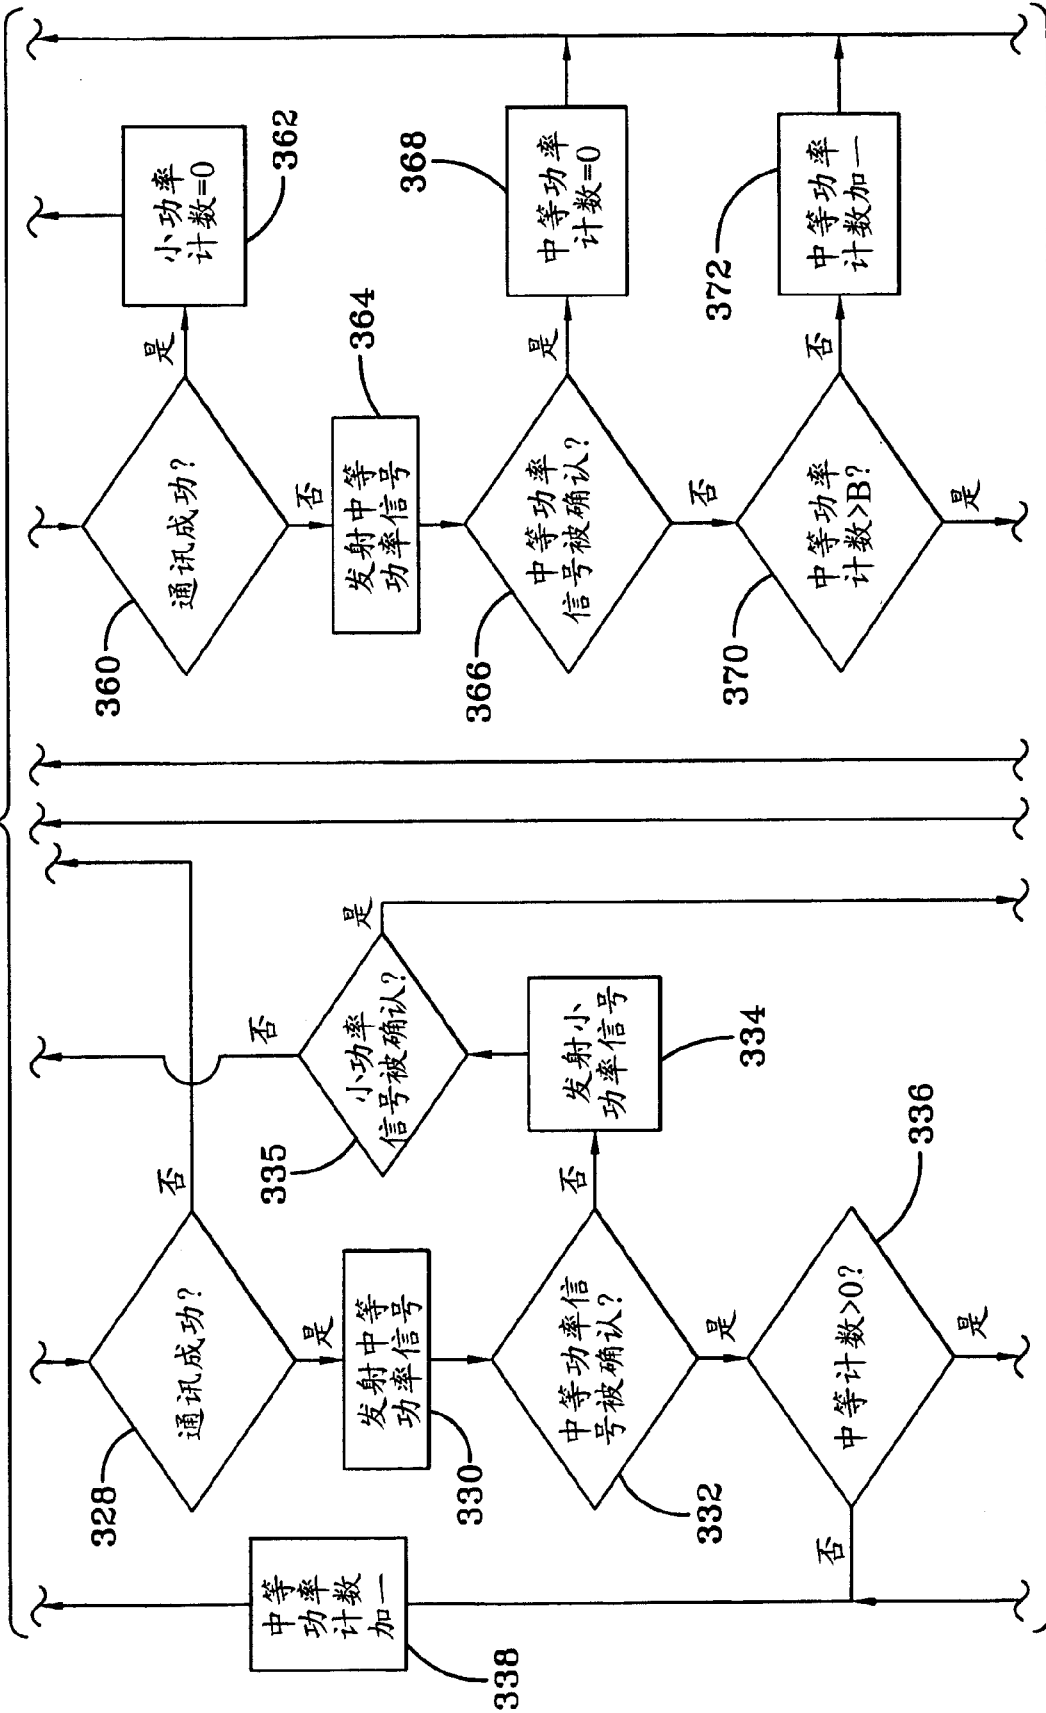 通讯成功?
328
否
是
发射中等
功率信号
330
中等功率信
号被确认?
332
否
是
发射小
功率信号
334
小功率
信号被确认?
335
否
是
中等计数>0?
336
否
是
中等
功率
计数
加一
338
通讯成功?
360
是
否
小功率
计数=0
362
发射中等
功率信号
364
中等功率
信号被确认?
366
是
否
中等功率
计数=0
368
中等功率
计数>B?
370
否
是
中等功率
计数加一
372